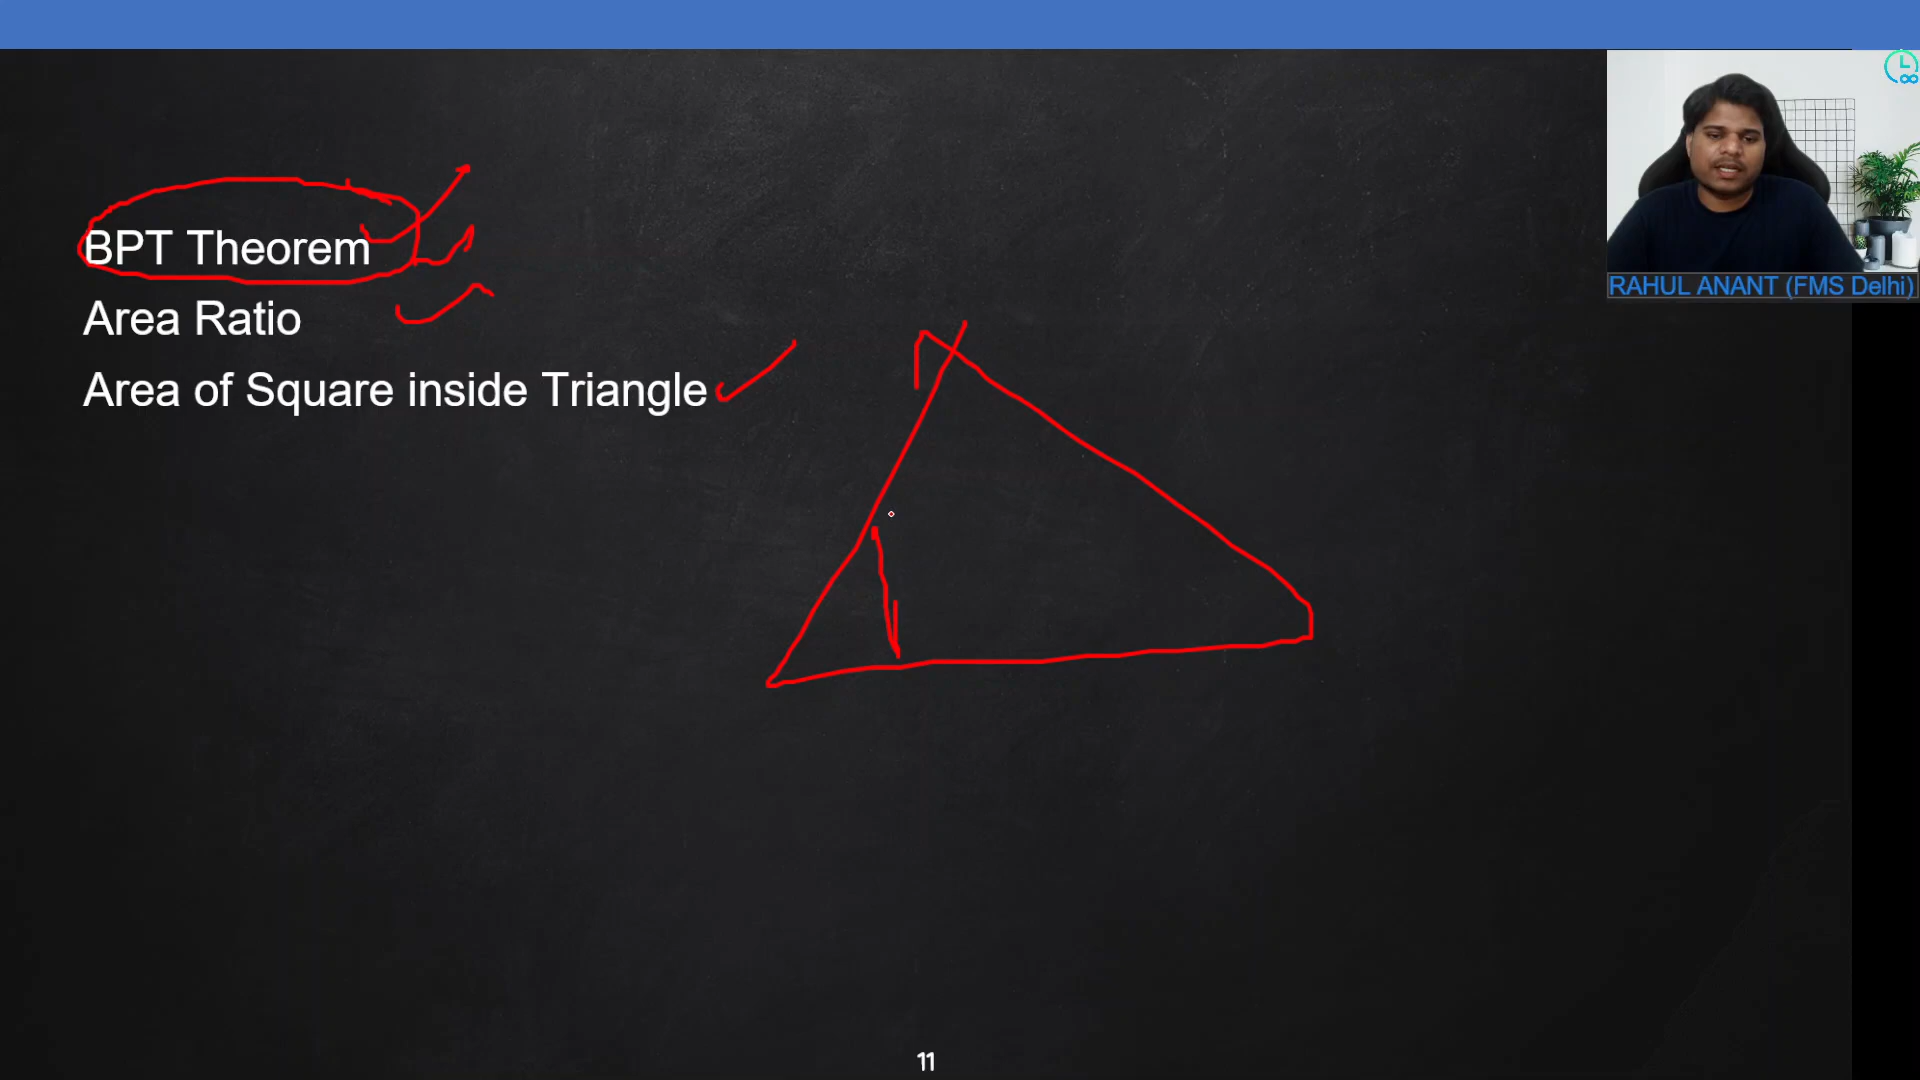 BPT Theorem
Area Ratio
Area of Square inside Triangle
RAHUL ANANT (FMS Delhi)
11